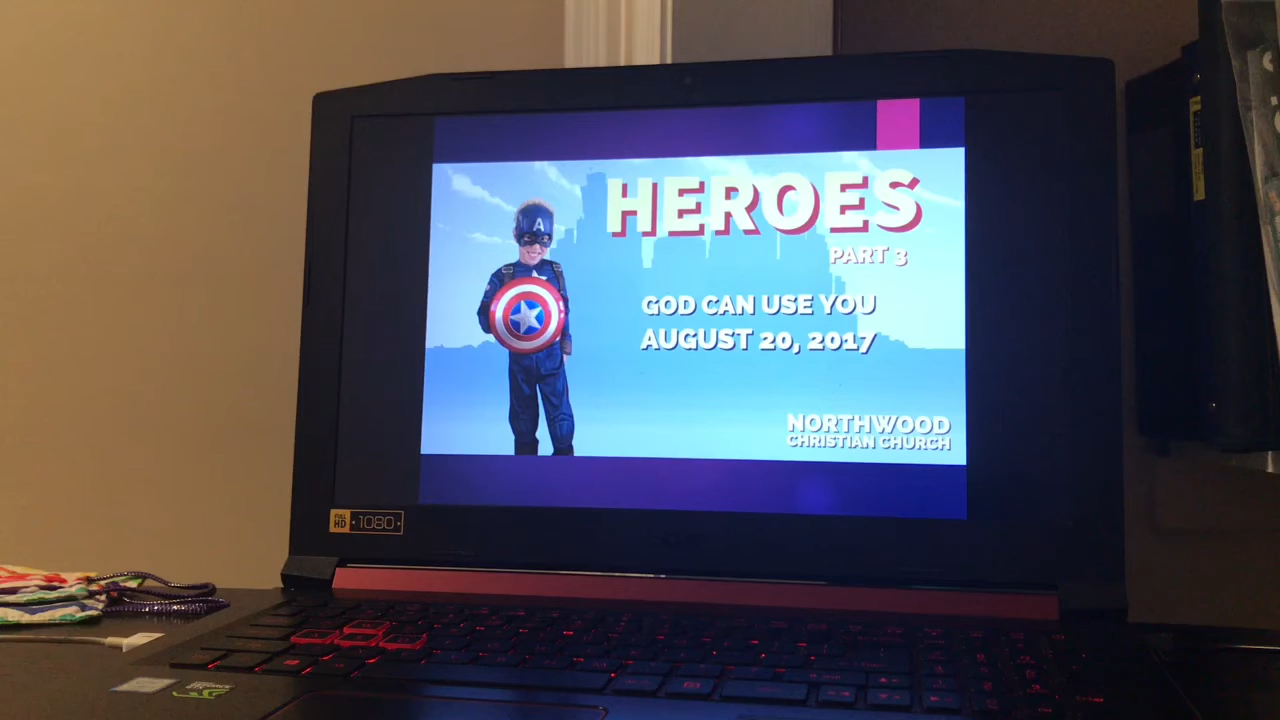 A
HEROES
PART 3
GOD CAN USE YOU
AUGUST 20, 2017
NORTHWOOD
CHRISTIAN CHURCH
FULL
HD
1080